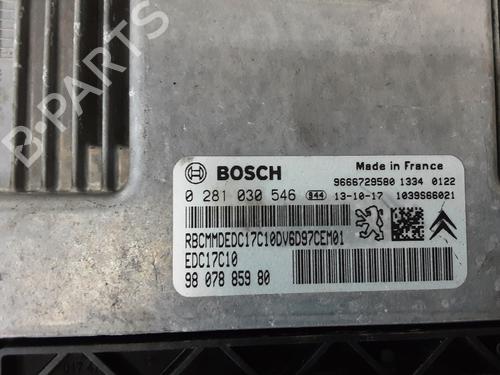 B-PARTS
BOSCH
Made in France
0 281 030 546 944
9666729580 1334 0122
13-10-17 1039S66021
RBCMMDEDC17C10DV6D97CEM01
EDC17C10
98 078 859 80